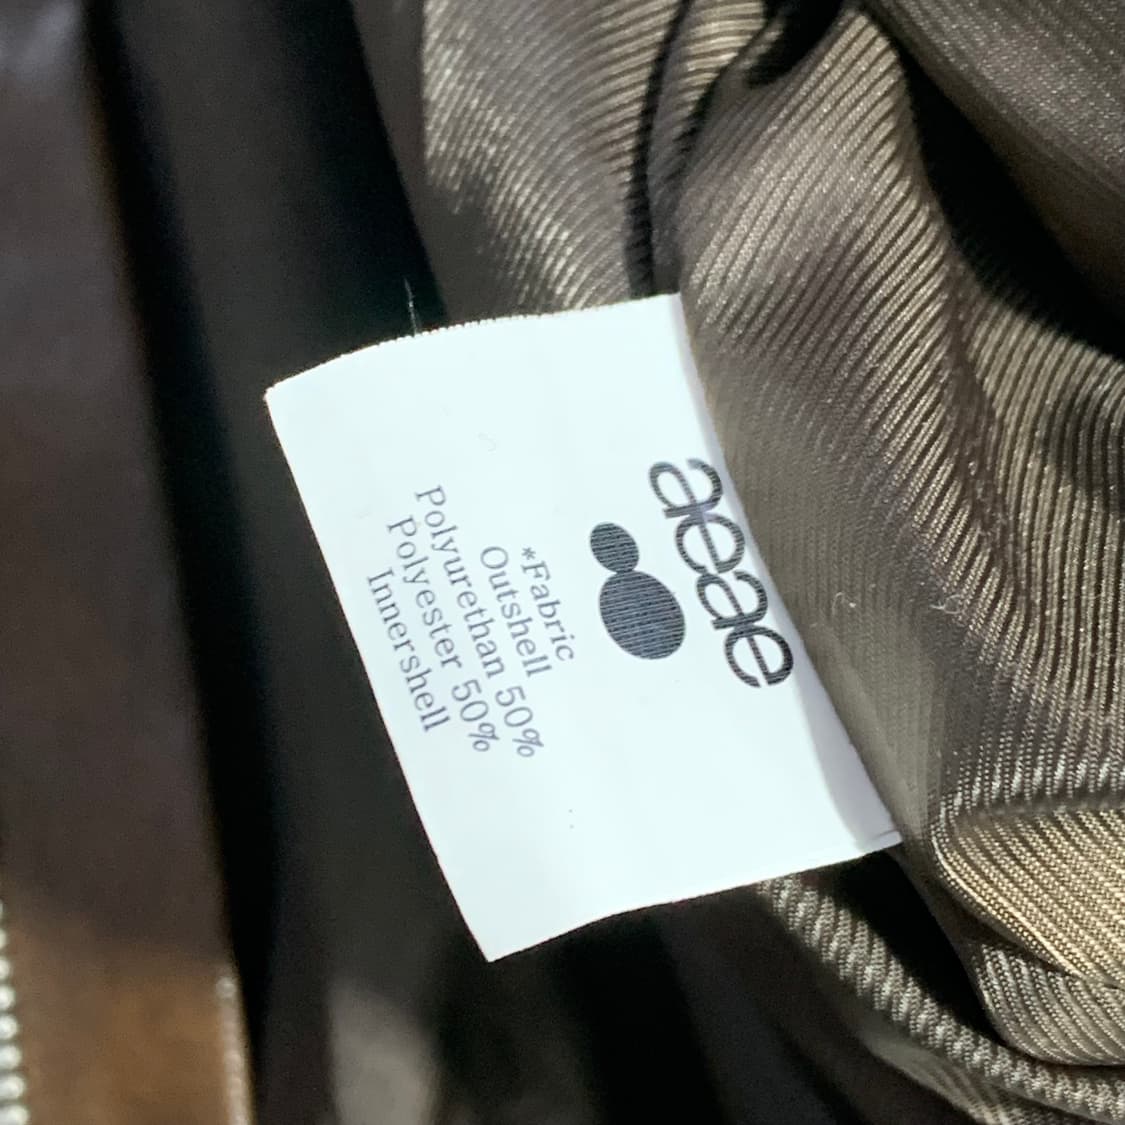 aeae
*Fabric
Outshell
Polyurethan 50%
Polyester 50%
Innershell